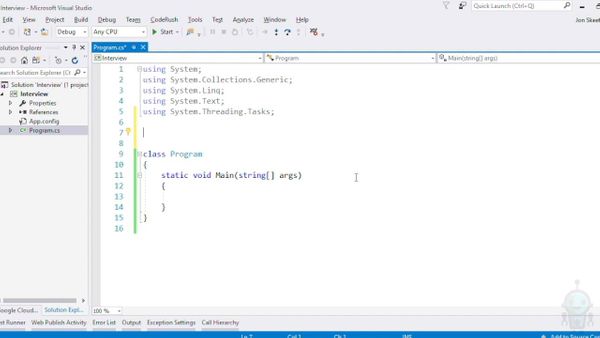 Interview - Microsoft Visual Studio
Quick Launch (Ctrl+Q)
Edit View Project Build Debug Team CodeMaid Tools Architecture Test ReSharper Analyze Window Help
Jon Skeet
Debug Any CPU Start
Solution Explorer
Program.cs*
Interview Program Main(string[] args)
Search Solution Explorer (Ctrl
Solution 'Interview' (1 project
Interview
Properties
References
App.config
Program.cs
1 using System;
2 using System.Collections.Generic;
3 using System.Linq;
4 using System.Text;
5 using System.Threading.Tasks;
6
7
8
9 class Program
10 {
11 static void Main(string[] args)
12 {
13
14 }
15 }
16
100 %
Google Cloud... Solution Expl...
Test Runner Web Publish Activity Error List Output Exception Settings Call Hierarchy
Ln 7 Col 1 Ch 1 INS Add to Source Con